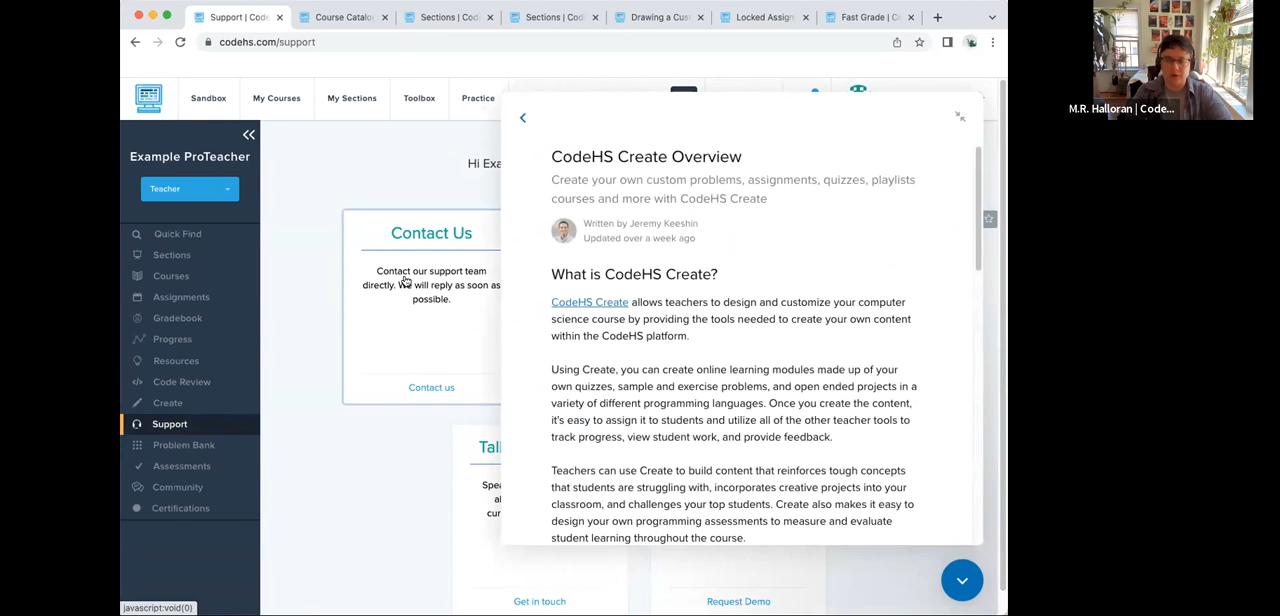 Support | Code
Course Catalo
Sections | Cod
Sections | Cod
Drawing a Cus
Locked Assign
Fast Grade | C
codehs.com/support
Sandbox
My Courses
My Sections
Toolbox
Practice
Example ProTeacher
Teacher
Quick Find
Sections
Courses
Assignments
Gradebook
Progress
Resources
Code Review
Create
Support
Problem Bank
Assessments
Community
Certifications
javascript:void(0)
Hi Exa
Contact Us
Contact our support team
directly. We will reply as soon as
possible.
Contact us
Tal
Spea
al
cur
Get in touch
Request Demo
CodeHS Create Overview
Create your own custom problems, assignments, quizzes, playlists
courses and more with CodeHS Create
Written by Jeremy Keeshin
Updated over a week ago
What is CodeHS Create?
CodeHS Create allows teachers to design and customize your computer
science course by providing the tools needed to create your own content
within the CodeHS platform.
Using Create, you can create online learning modules made up of your
own quizzes, sample and exercise problems, and open ended projects in a
variety of different programming languages. Once you create the content,
it's easy to assign it to students and utilize all of the other teacher tools to
track progress, view student work, and provide feedback.
Teachers can use Create to build content that reinforces tough concepts
that students are struggling with, incorporates creative projects into your
classroom, and challenges your top students. Create also makes it easy to
design your own programming assessments to measure and evaluate
student learning throughout the course.
M.R. Halloran | Code...